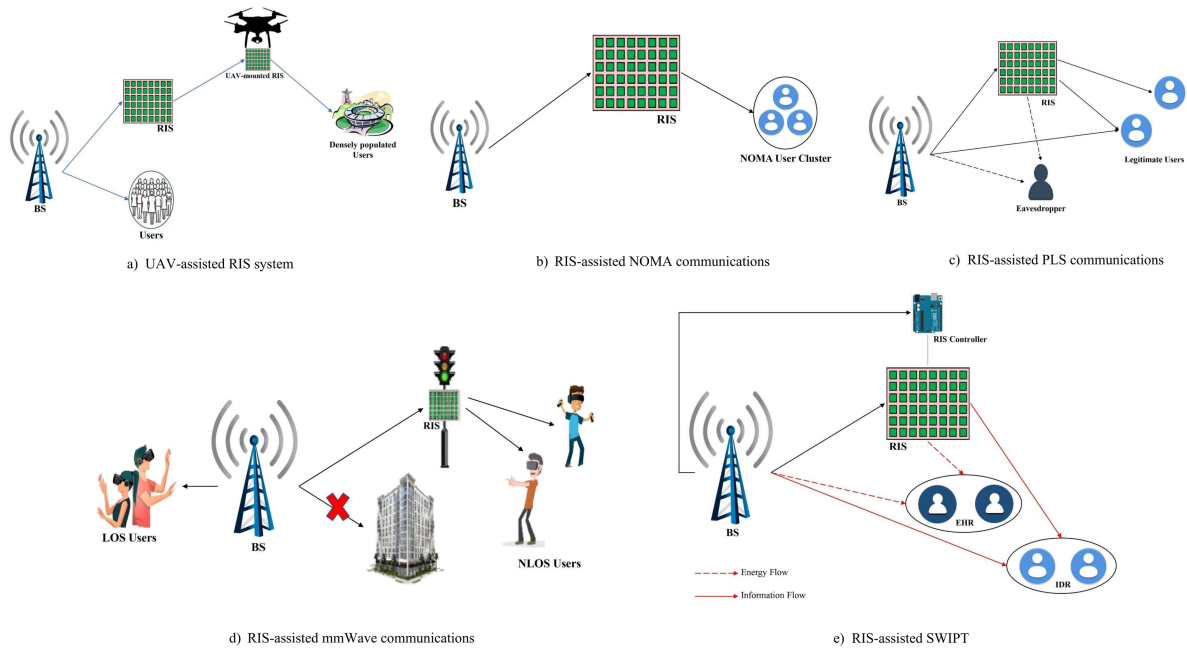 UAV-mounted RIS
RIS
BS
Users
Densely populated
Users
a) UAV-assisted RIS system
RIS
BS
NOMA User Cluster
b) RIS-assisted NOMA communications
RIS
BS
Legitimate Users
Eavesdropper
c) RIS-assisted PLS communications
RIS
LOS Users
BS
NLOS Users
d) RIS-assisted mmWave communications
RIS Controller
RIS
BS
EHR
IDR
Energy Flow
Information Flow
e) RIS-assisted SWIPT